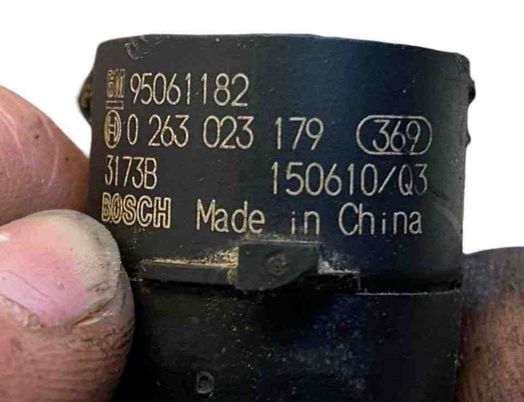 GM 95061182
0 263 023 179 369
3173B 150610/Q3
BOSCH Made in China